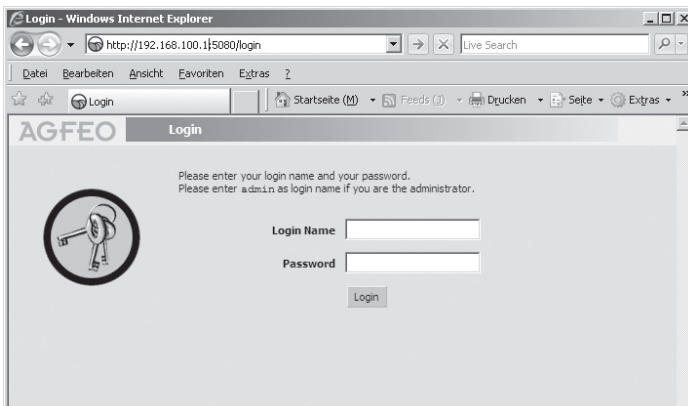 Login - Windows Internet Explorer
http://192.168.100.1:5080/login
Live Search
Datei Bearbeiten Ansicht Favoriten Extras ?
Login
Startseite (M) Feeds (J) Drucken Seite Extras »
AGFEO Login
Please enter your login name and your password.
Please enter admin as login name if you are the administrator.
Login Name
Password
Login